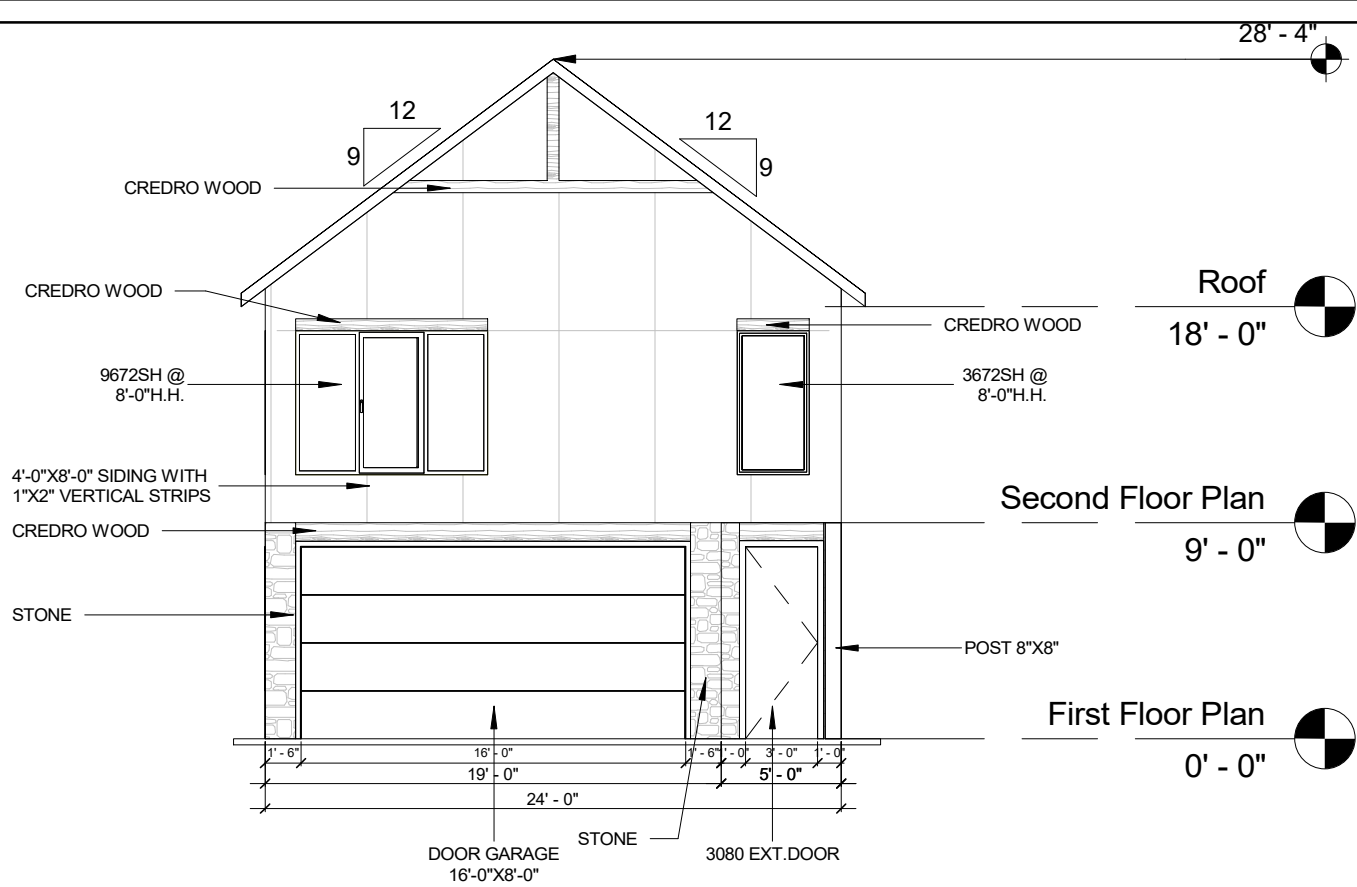 28' - 4"
12
12
9
9
CREDRO WOOD
Roof
CREDRO WOOD
CREDRO WOOD
18' - 0"
9672SH @
8'-0"H.H.
3672SH @
8'-0"H.H.
4'-0"X8'-0" SIDING WITH
1"X2" VERTICAL STRIPS
Second Floor Plan
CREDRO WOOD
9' - 0"
STONE
POST 8"X8"
First Floor Plan
1' - 6"
16' - 0"
1' - 6"
1' - 0"
3' - 0"
1' - 0"
0' - 0"
19' - 0"
5' - 0"
24' - 0"
STONE
DOOR GARAGE
16'-0"X8'-0"
3080 EXT.DOOR